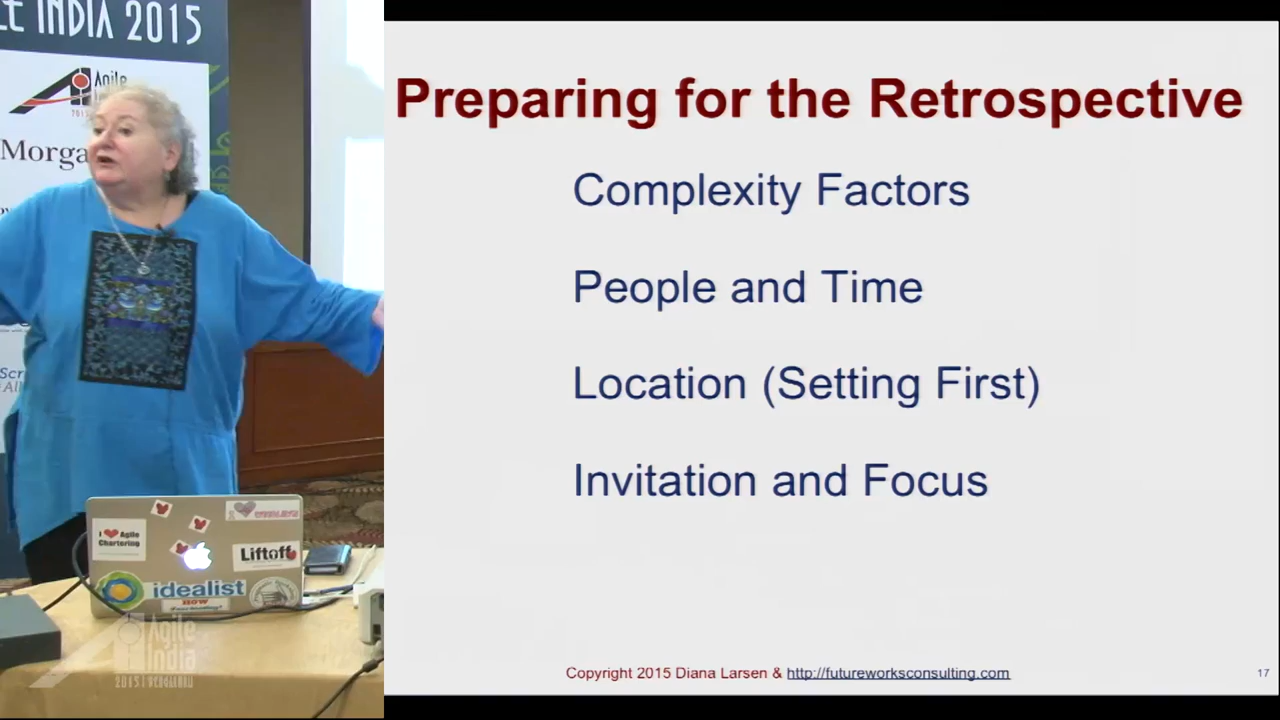 INDIA 2015
Agile
Morga
Preparing for the Retrospective
Complexity Factors
People and Time
Location (Setting First)
Invitation and Focus
I ❤ Agile
Chartering
Liftoff
idealist
Agile
India
2015 BENGALURU
Copyright 2015 Diana Larsen & http://futureworksconsulting.com
17